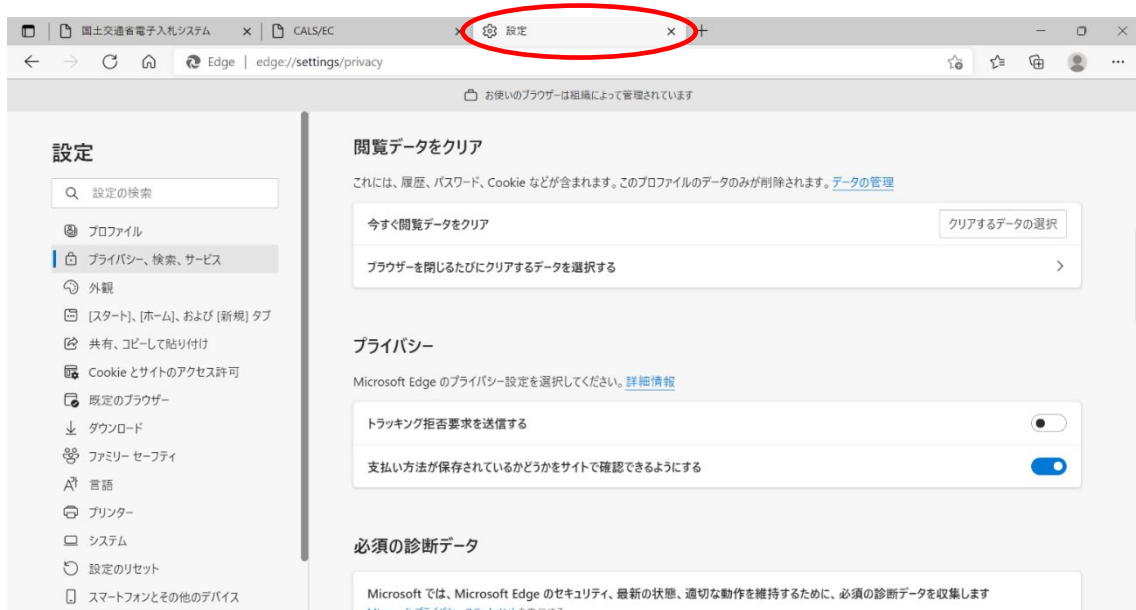 国土交通省電子入札システム
CALS/EC
設定
Edge | edge://settings/privacy
お使いのブラウザーは組織によって管理されています
設定
設定の検索
プロファイル
プライバシー、検索、サービス
外観
[スタート]、[ホーム]、および [新規] タブ
共有、コピーして貼り付け
Cookie とサイトのアクセス許可
既定のブラウザー
ダウンロード
ファミリー セーフティ
言語
プリンター
システム
設定のリセット
スマートフォンとその他のデバイス
閲覧データをクリア
これには、履歴、パスワード、Cookie などが含まれます。このプロファイルのデータのみが削除されます。データの管理
今すぐ閲覧データをクリア
クリアするデータの選択
ブラウザーを閉じるたびにクリアするデータを選択する
プライバシー
Microsoft Edge のプライバシー設定を選択してください。詳細情報
トラッキング拒否要求を送信する
支払い方法が保存されているかどうかをサイトで確認できるようにする
必須の診断データ
Microsoft では、Microsoft Edge のセキュリティ、最新の状態、適切な動作を維持するために、必須の診断データを収集します